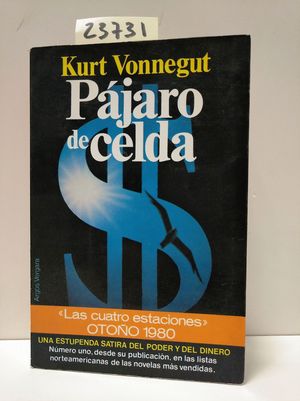 23731
Kurt Vonnegut
Pájaro
de celda
Argos Vergara
«Las cuatro estaciones»
OTOÑO 1980
UNA ESTUPENDA SATIRA DEL PODER Y DEL DINERO
Número uno, desde su publicación, en las listas
norteamericanas de las novelas más vendidas.